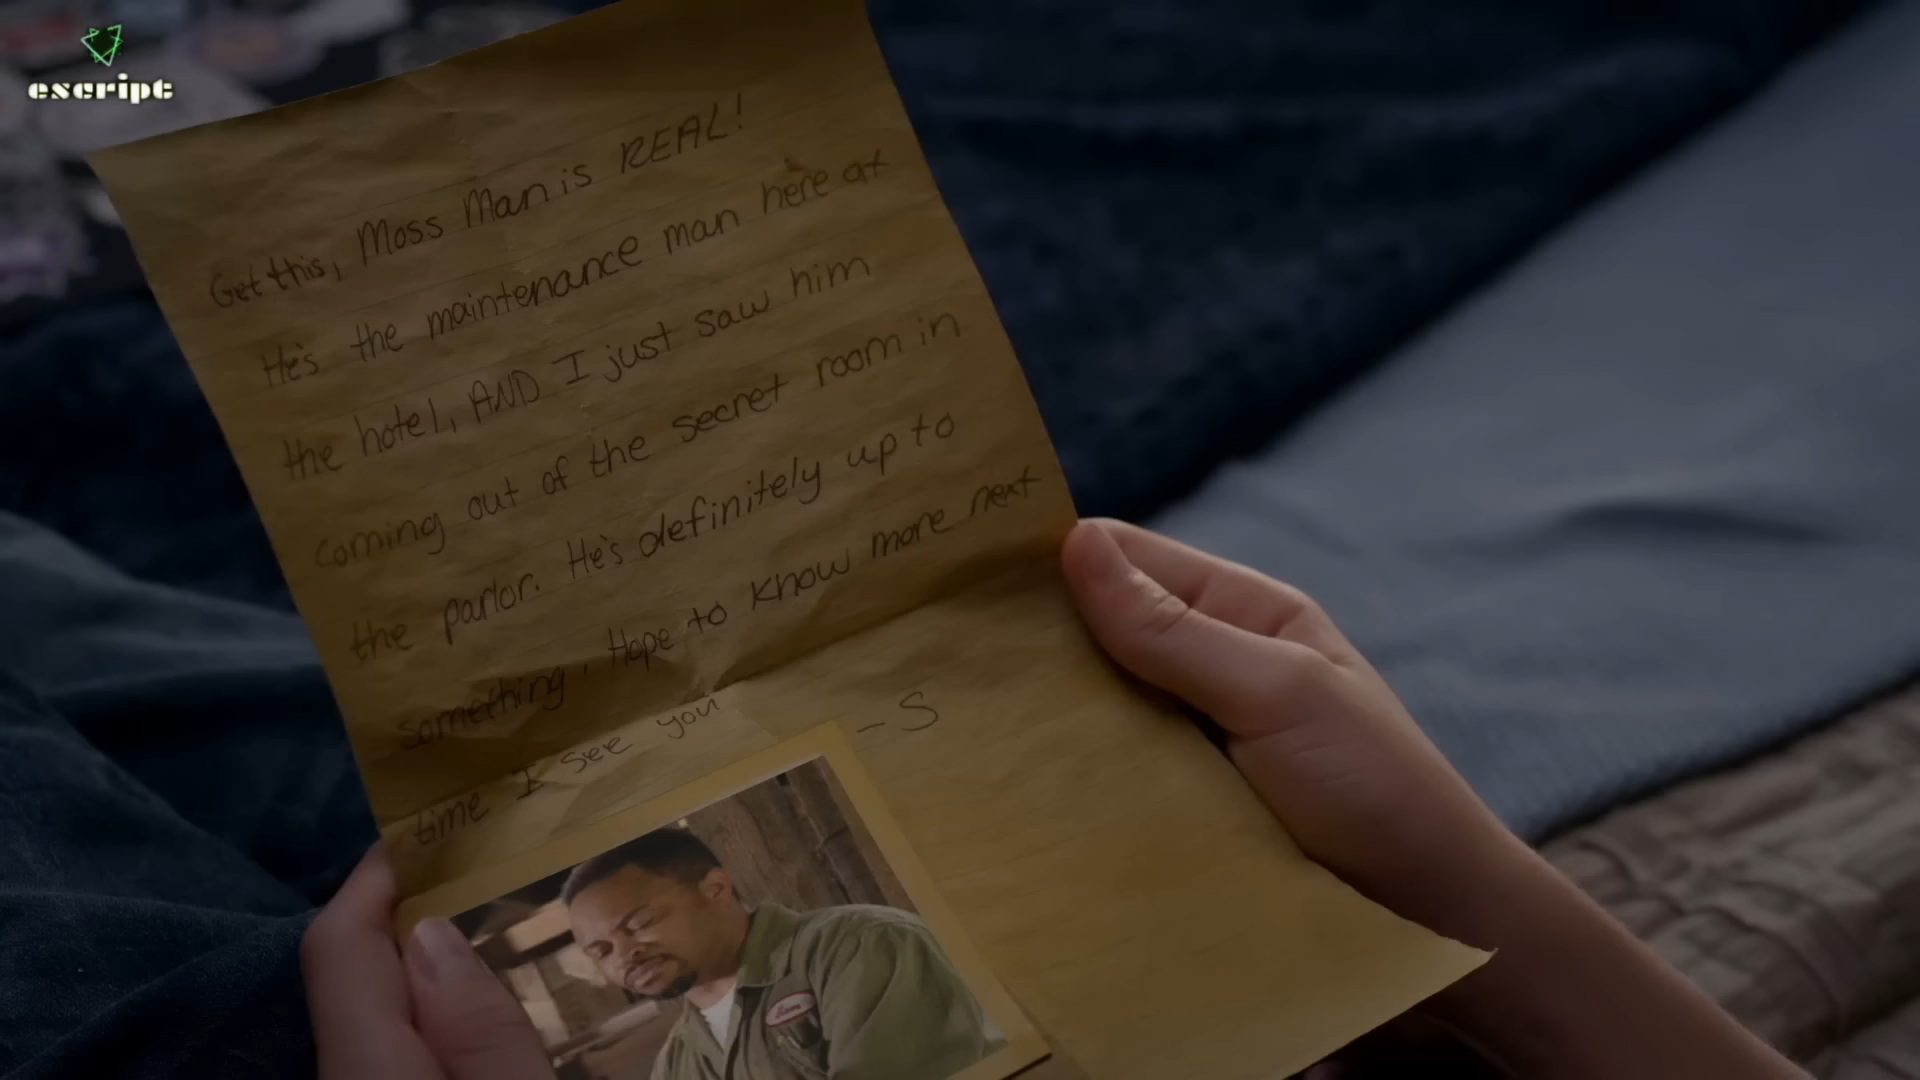 excript
Get this, Moss Man is REAL!
He's the maintenance man here at
the hotel, AND I just saw him
coming out of the secret room in
the parlor. He's definitely up to
something. Hope to know more next
time I see you
- S